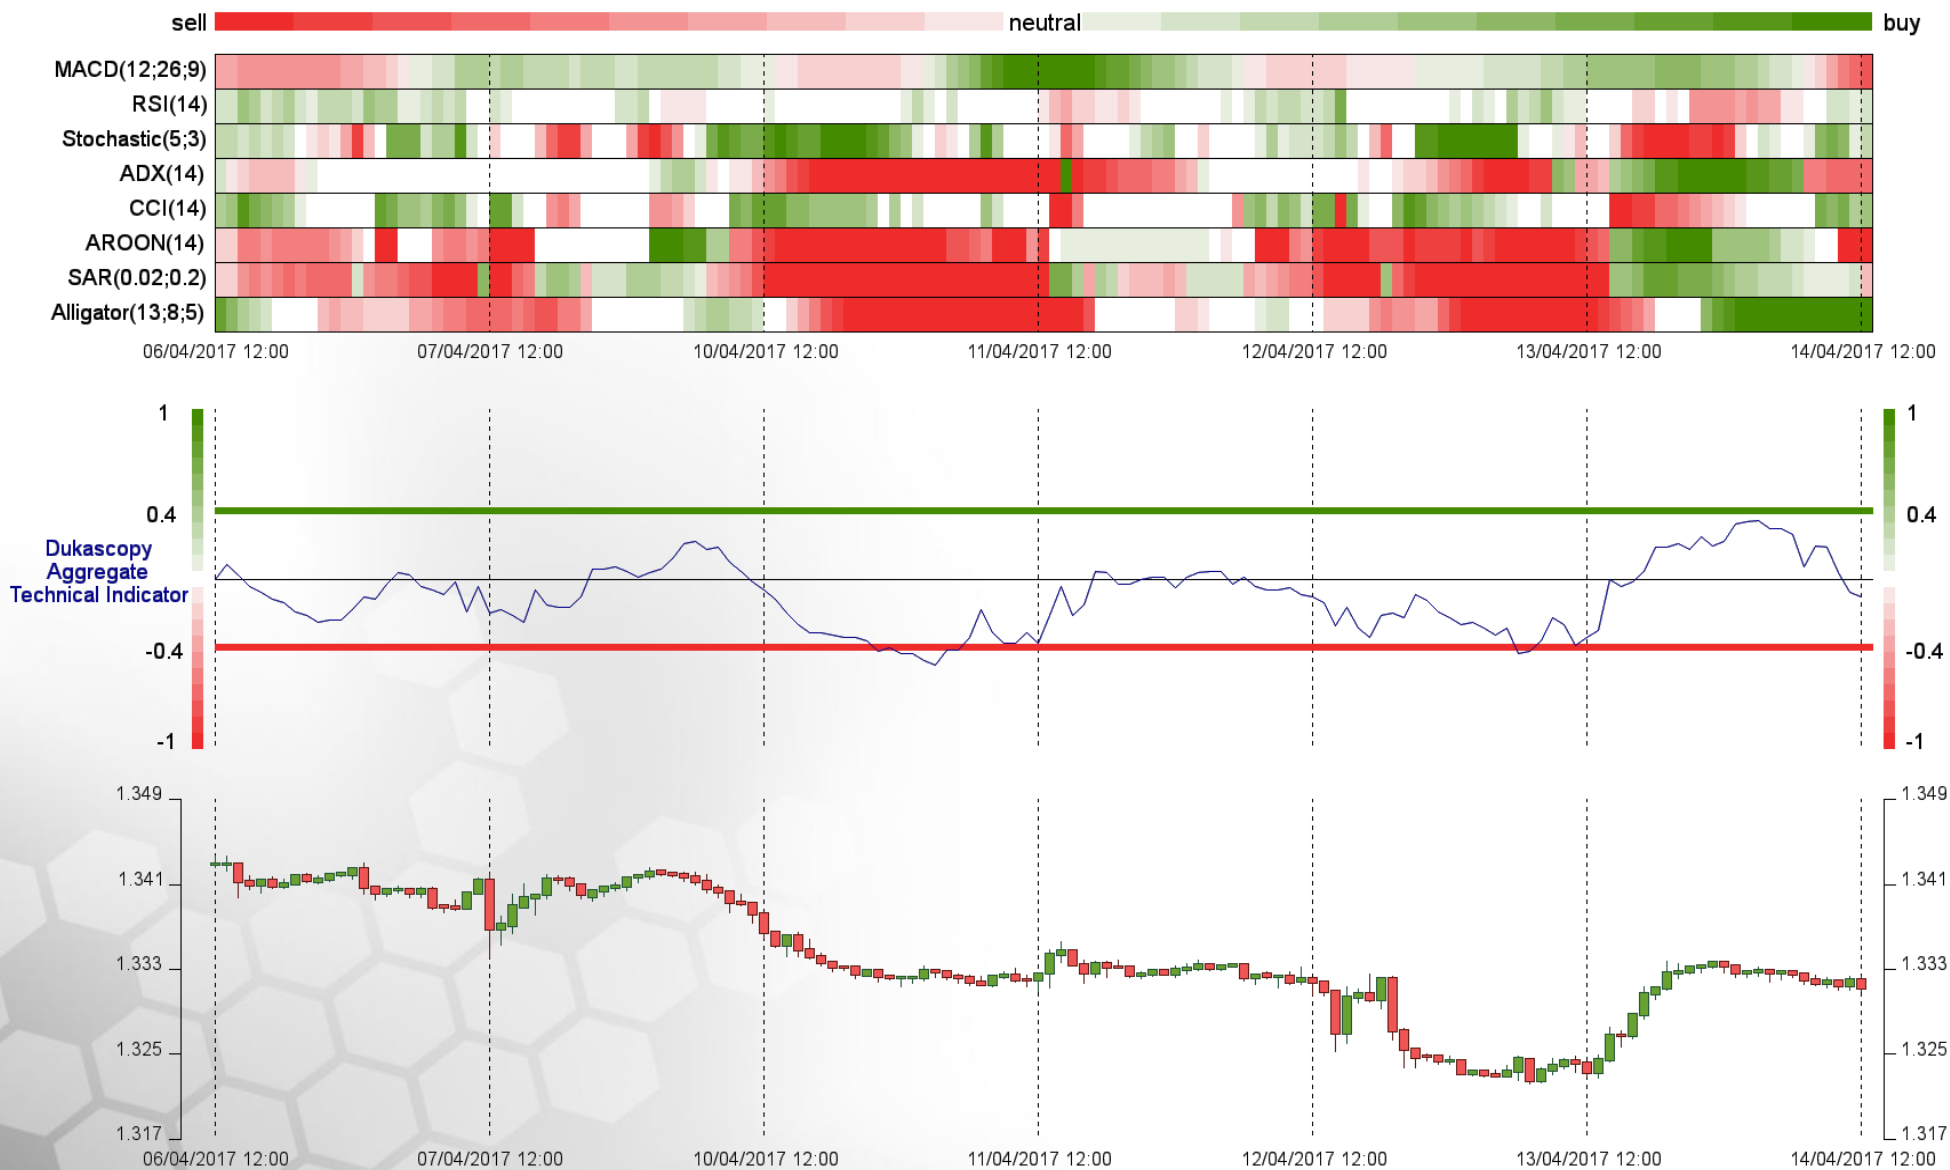 sell neutral buy
MACD(12;26;9)
RSI(14)
Stochastic(5;3)
ADX(14)
CCI(14)
AROON(14)
SAR(0.02;0.2)
Alligator(13;8;5)
06/04/2017 12:00 07/04/2017 12:00 10/04/2017 12:00 11/04/2017 12:00 12/04/2017 12:00 13/04/2017 12:00 14/04/2017 12:00
1 1
0.4 0.4
Dukascopy
Aggregate
Technical Indicator
-0.4 -0.4
-1 -1
1.349 1.349
1.341 1.341
1.333 1.333
1.325 1.325
1.317 1.317
06/04/2017 12:00 07/04/2017 12:00 10/04/2017 12:00 11/04/2017 12:00 12/04/2017 12:00 13/04/2017 12:00 14/04/2017 12:00